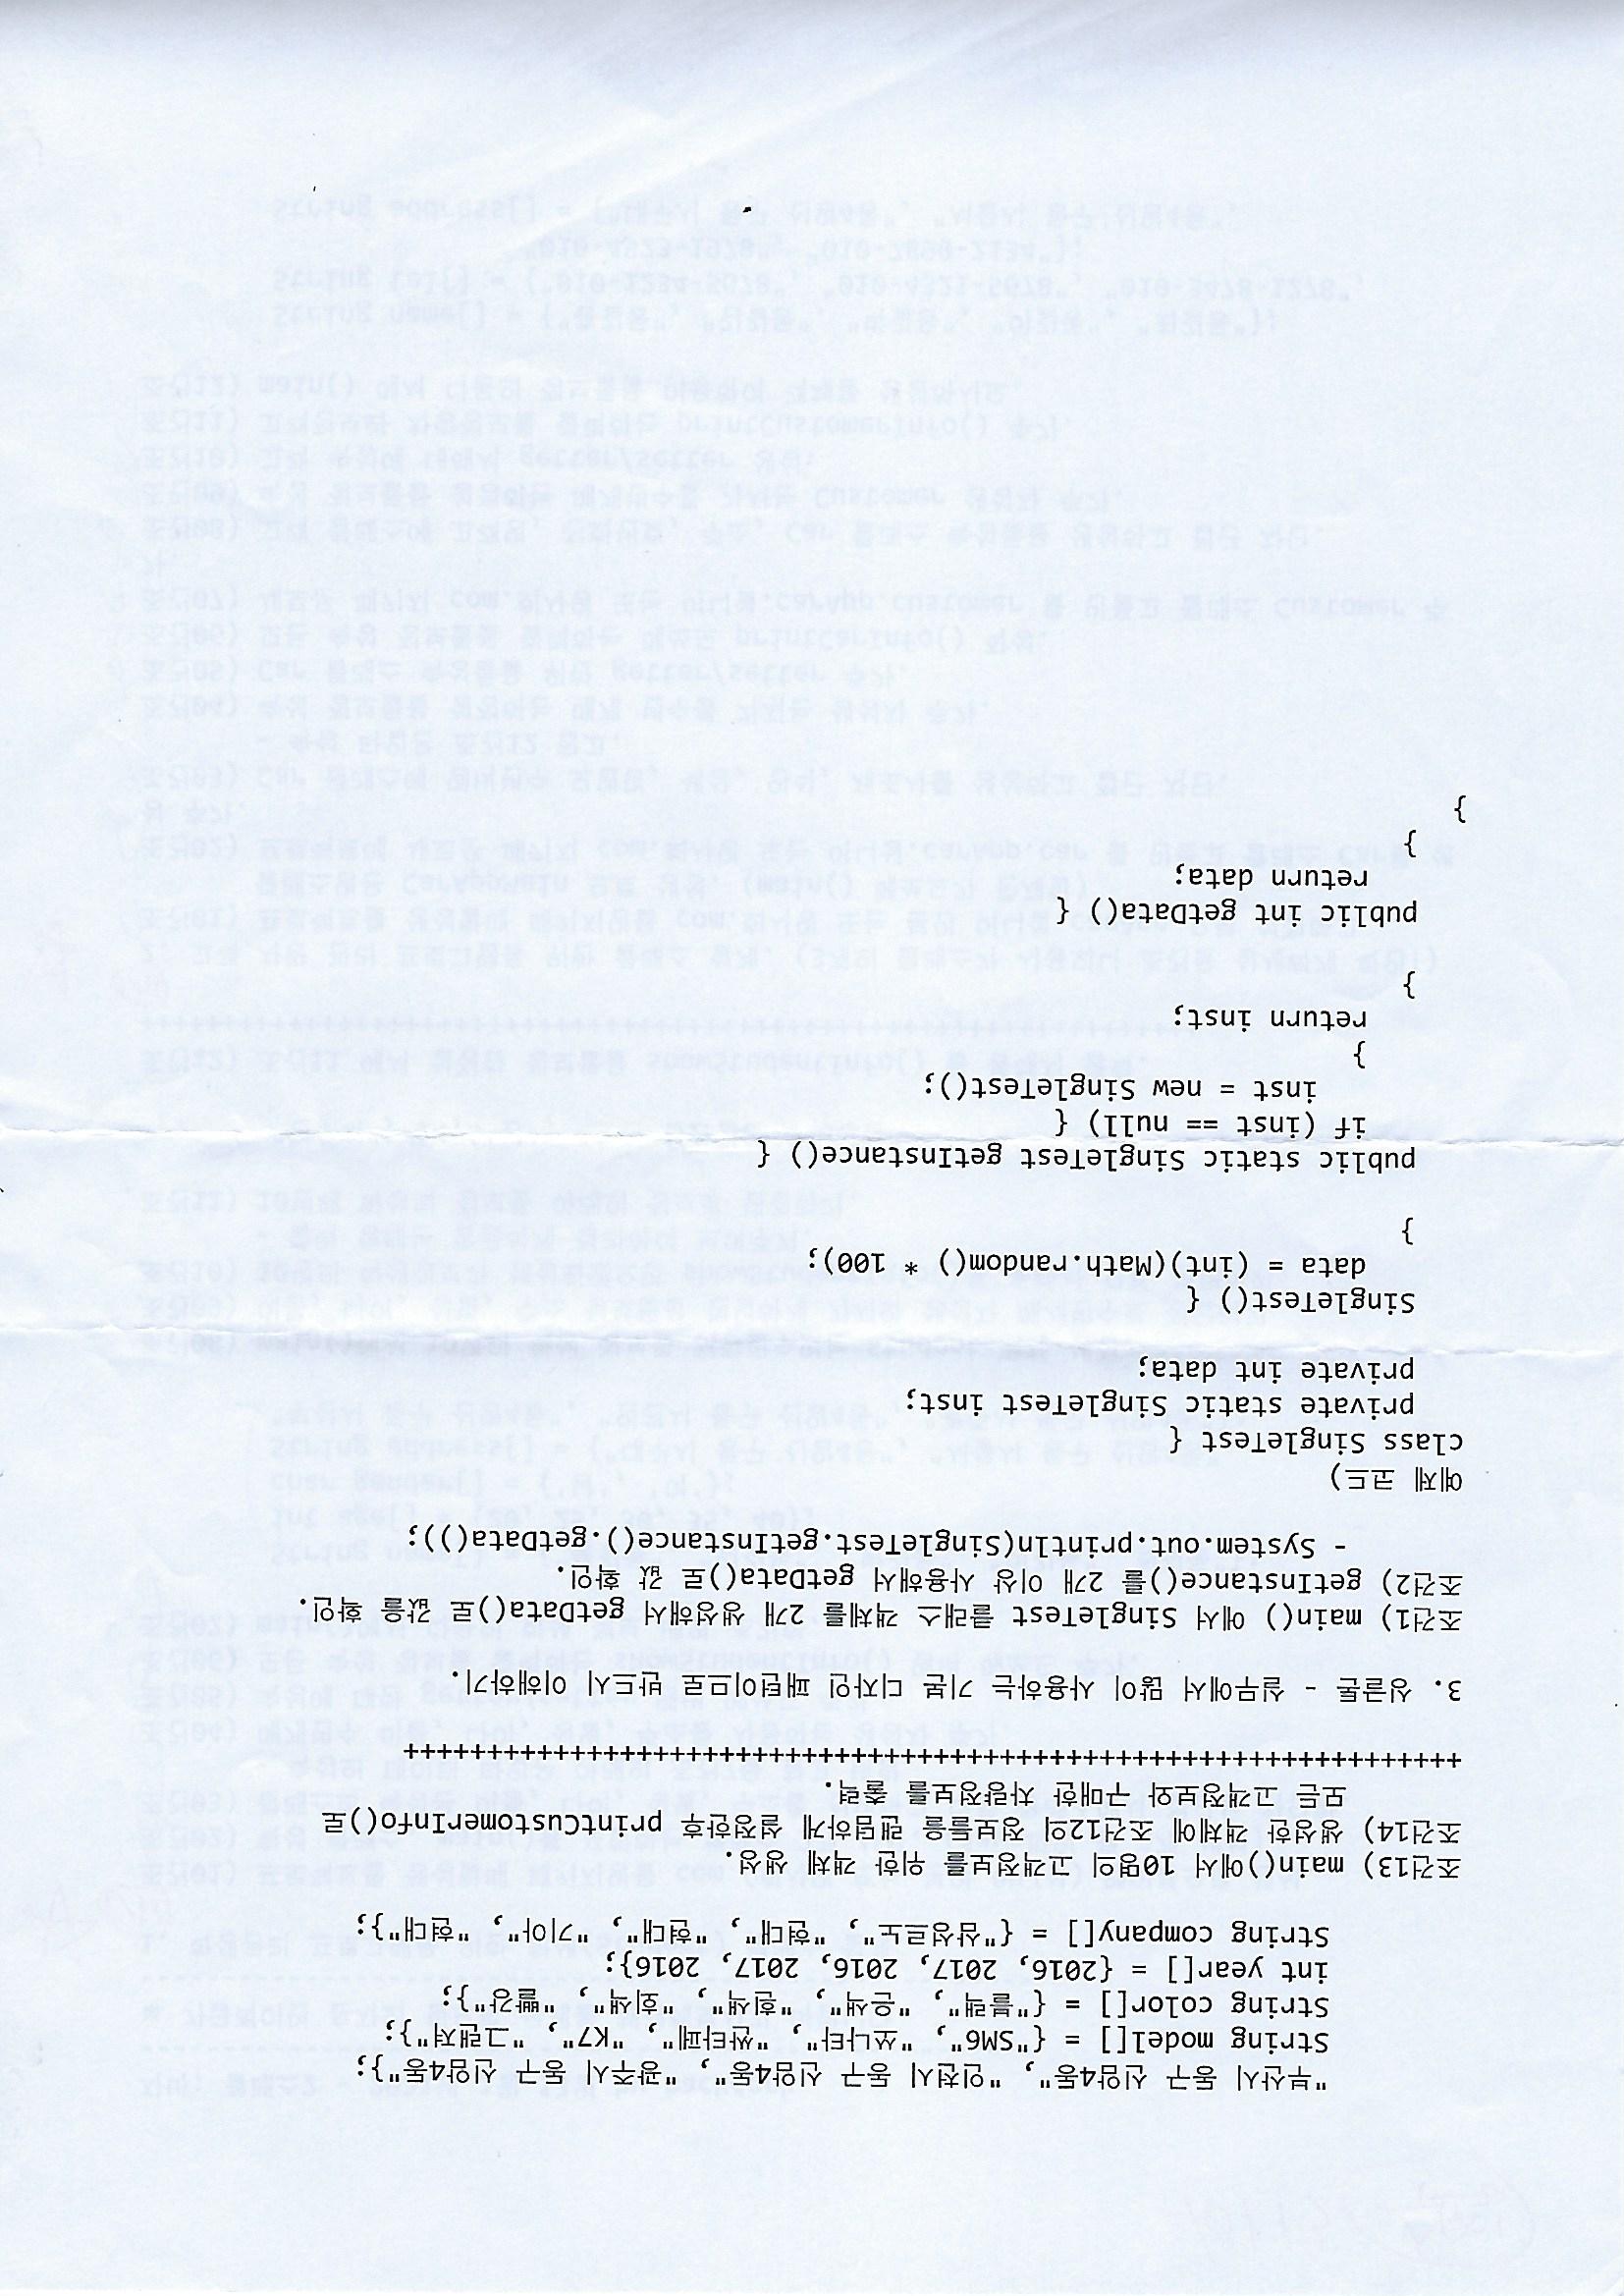 "부산시 동구 신암4동", "인천시 동구 신암4동", "광주시 동구 신암4동"};
String model[] = {"SM6", "쏘나타", "싼타페", "K7", "그랜져"};
String color[] = {"블랙", "은색", "흰색", "회색", "빨강"};
int year[] = {2016, 2017, 2016, 2017, 2016};
String company[] = {"삼성르노", "현대", "현대", "기아", "현대"};
조건13) main()에서 10명의 고객정보를 위한 객체 생성.
조건14) 생성한 객체에 조건12의 정보들을 랜덤하게 설정한후 printCustomerInfo()로
모든 고객정보와 구매한 차량정보를 출력.
++++++++++++++++++++++++++++++++++++++++++++++++++++++++++++++++
3. 싱글톤 - 실무에서 많이 사용하는 기본 디자인 패턴이므로 반드시 이해하기.
조건1) main() 에서 SingleTest 클래스 객체를 2개 생성해서 getData()로 값을 확인.
조건2) getInstance()를 2개 이상 사용해서 getData()로 값 확인.
- System.out.println(SingleTest.getInstance().getData());
예제 코드)
class SingleTest {
private static SingleTest inst;
private int data;
SingleTest() {
data = (int)(Math.random() * 100);
}
public static SingleTest getInstance() {
if (inst == null) {
inst = new SingleTest();
}
return inst;
}
public int getData() {
return data;
}
}